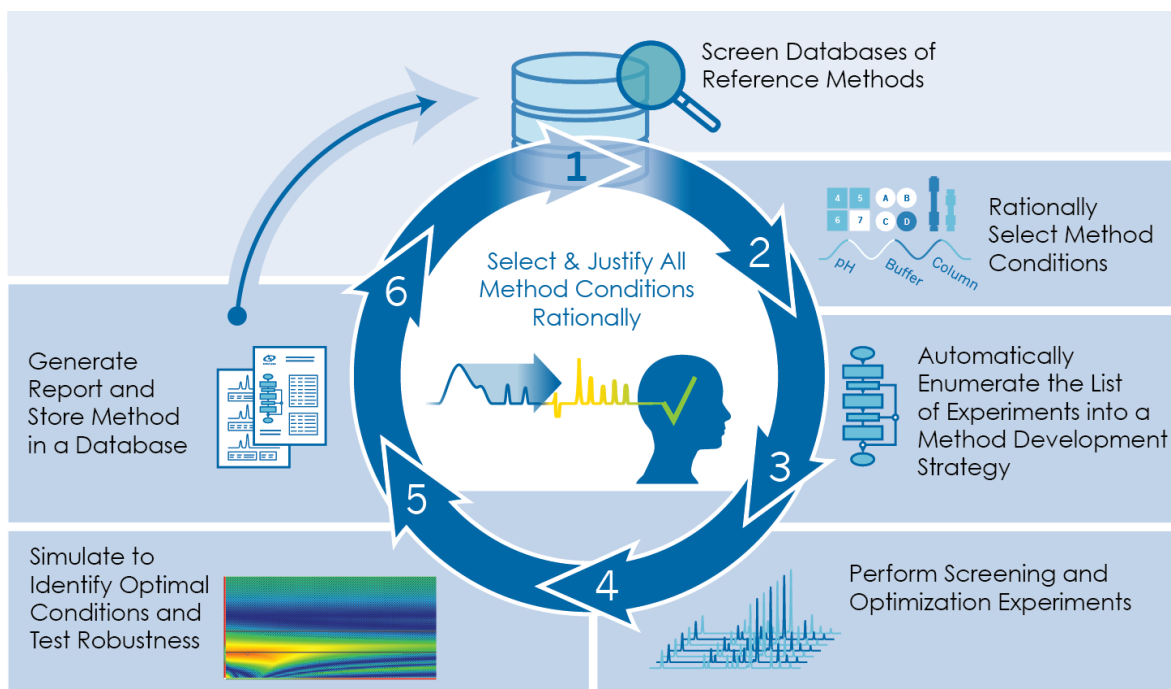 Screen Databases of
Reference Methods
1
4 5 A B
6 7 C D
pH Buffer Column
Rationally
Select Method
Conditions
2
Select & Justify All
Method Conditions
Rationally
6
Generate
Report and
Store Method
in a Database
Automatically
Enumerate the List
of Experiments into a
Method Development
Strategy
3
5
4
Simulate to
Identify Optimal
Conditions and
Test Robustness
Perform Screening and
Optimization Experiments